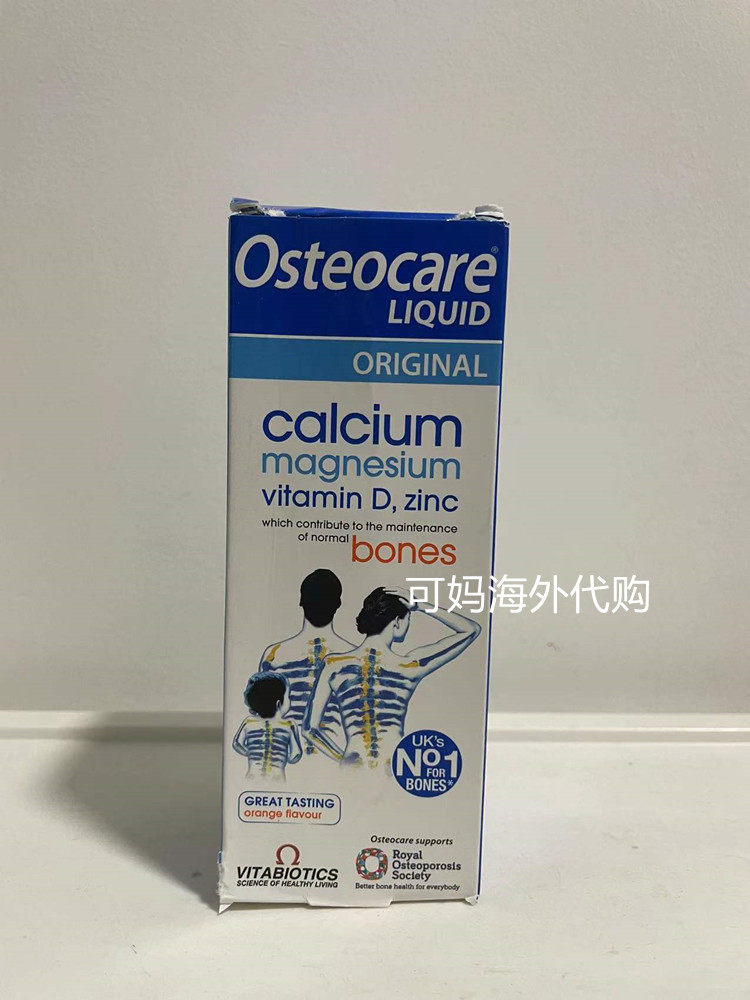 Osteocare®
LIQUID
ORIGINAL
calcium
magnesium
vitamin D, zinc
which contribute to the maintenance
of normal bones
可妈海外代购
UK's
No1
FOR
BONES*
GREAT TASTING
orange flavour
Osteocare supports
VITABIOTICS
SCIENCE OF HEALTHY LIVING
Royal
Osteoporosis
Society
Better bone health for everybody